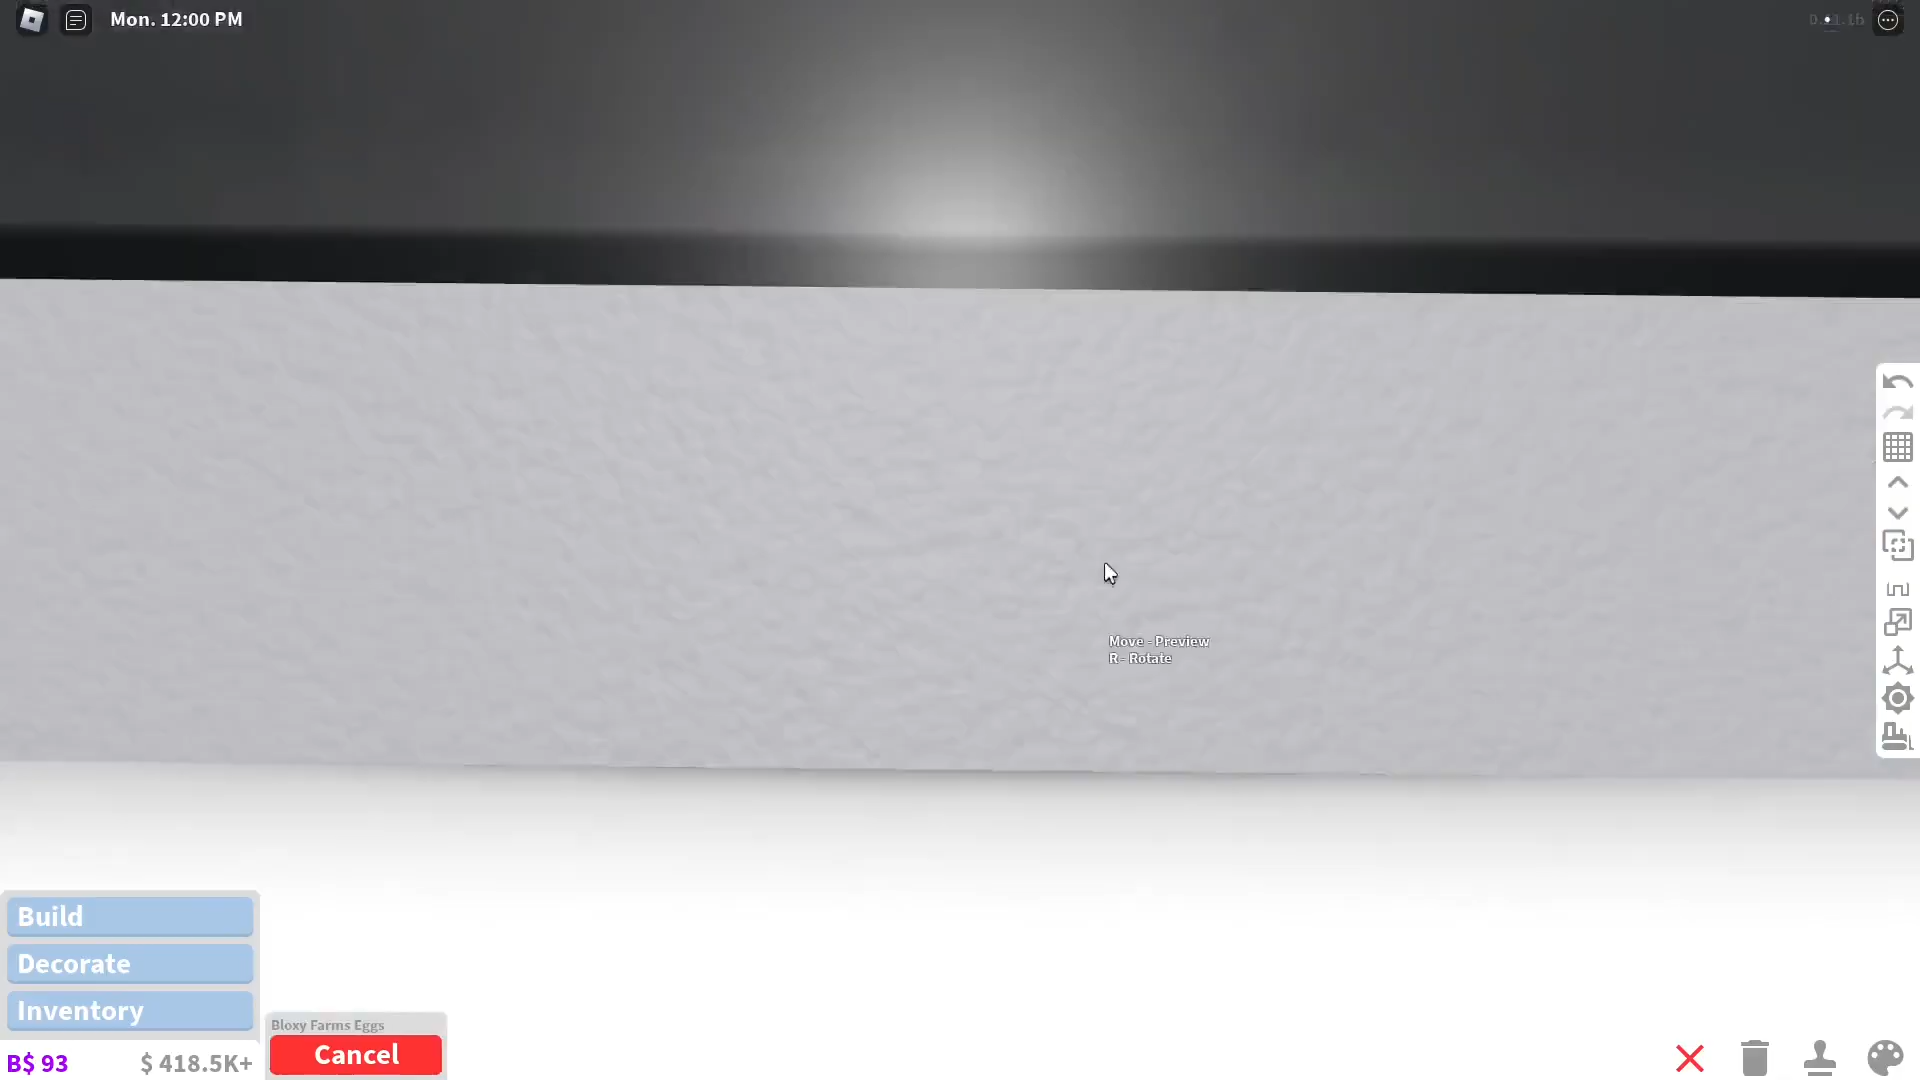 Mon. 12:00 PM
Move - Preview
R - Rotate
Build
Decorate
Inventory
Bloxy Farms Eggs
Cancel
B$ 93
$ 418.5K+